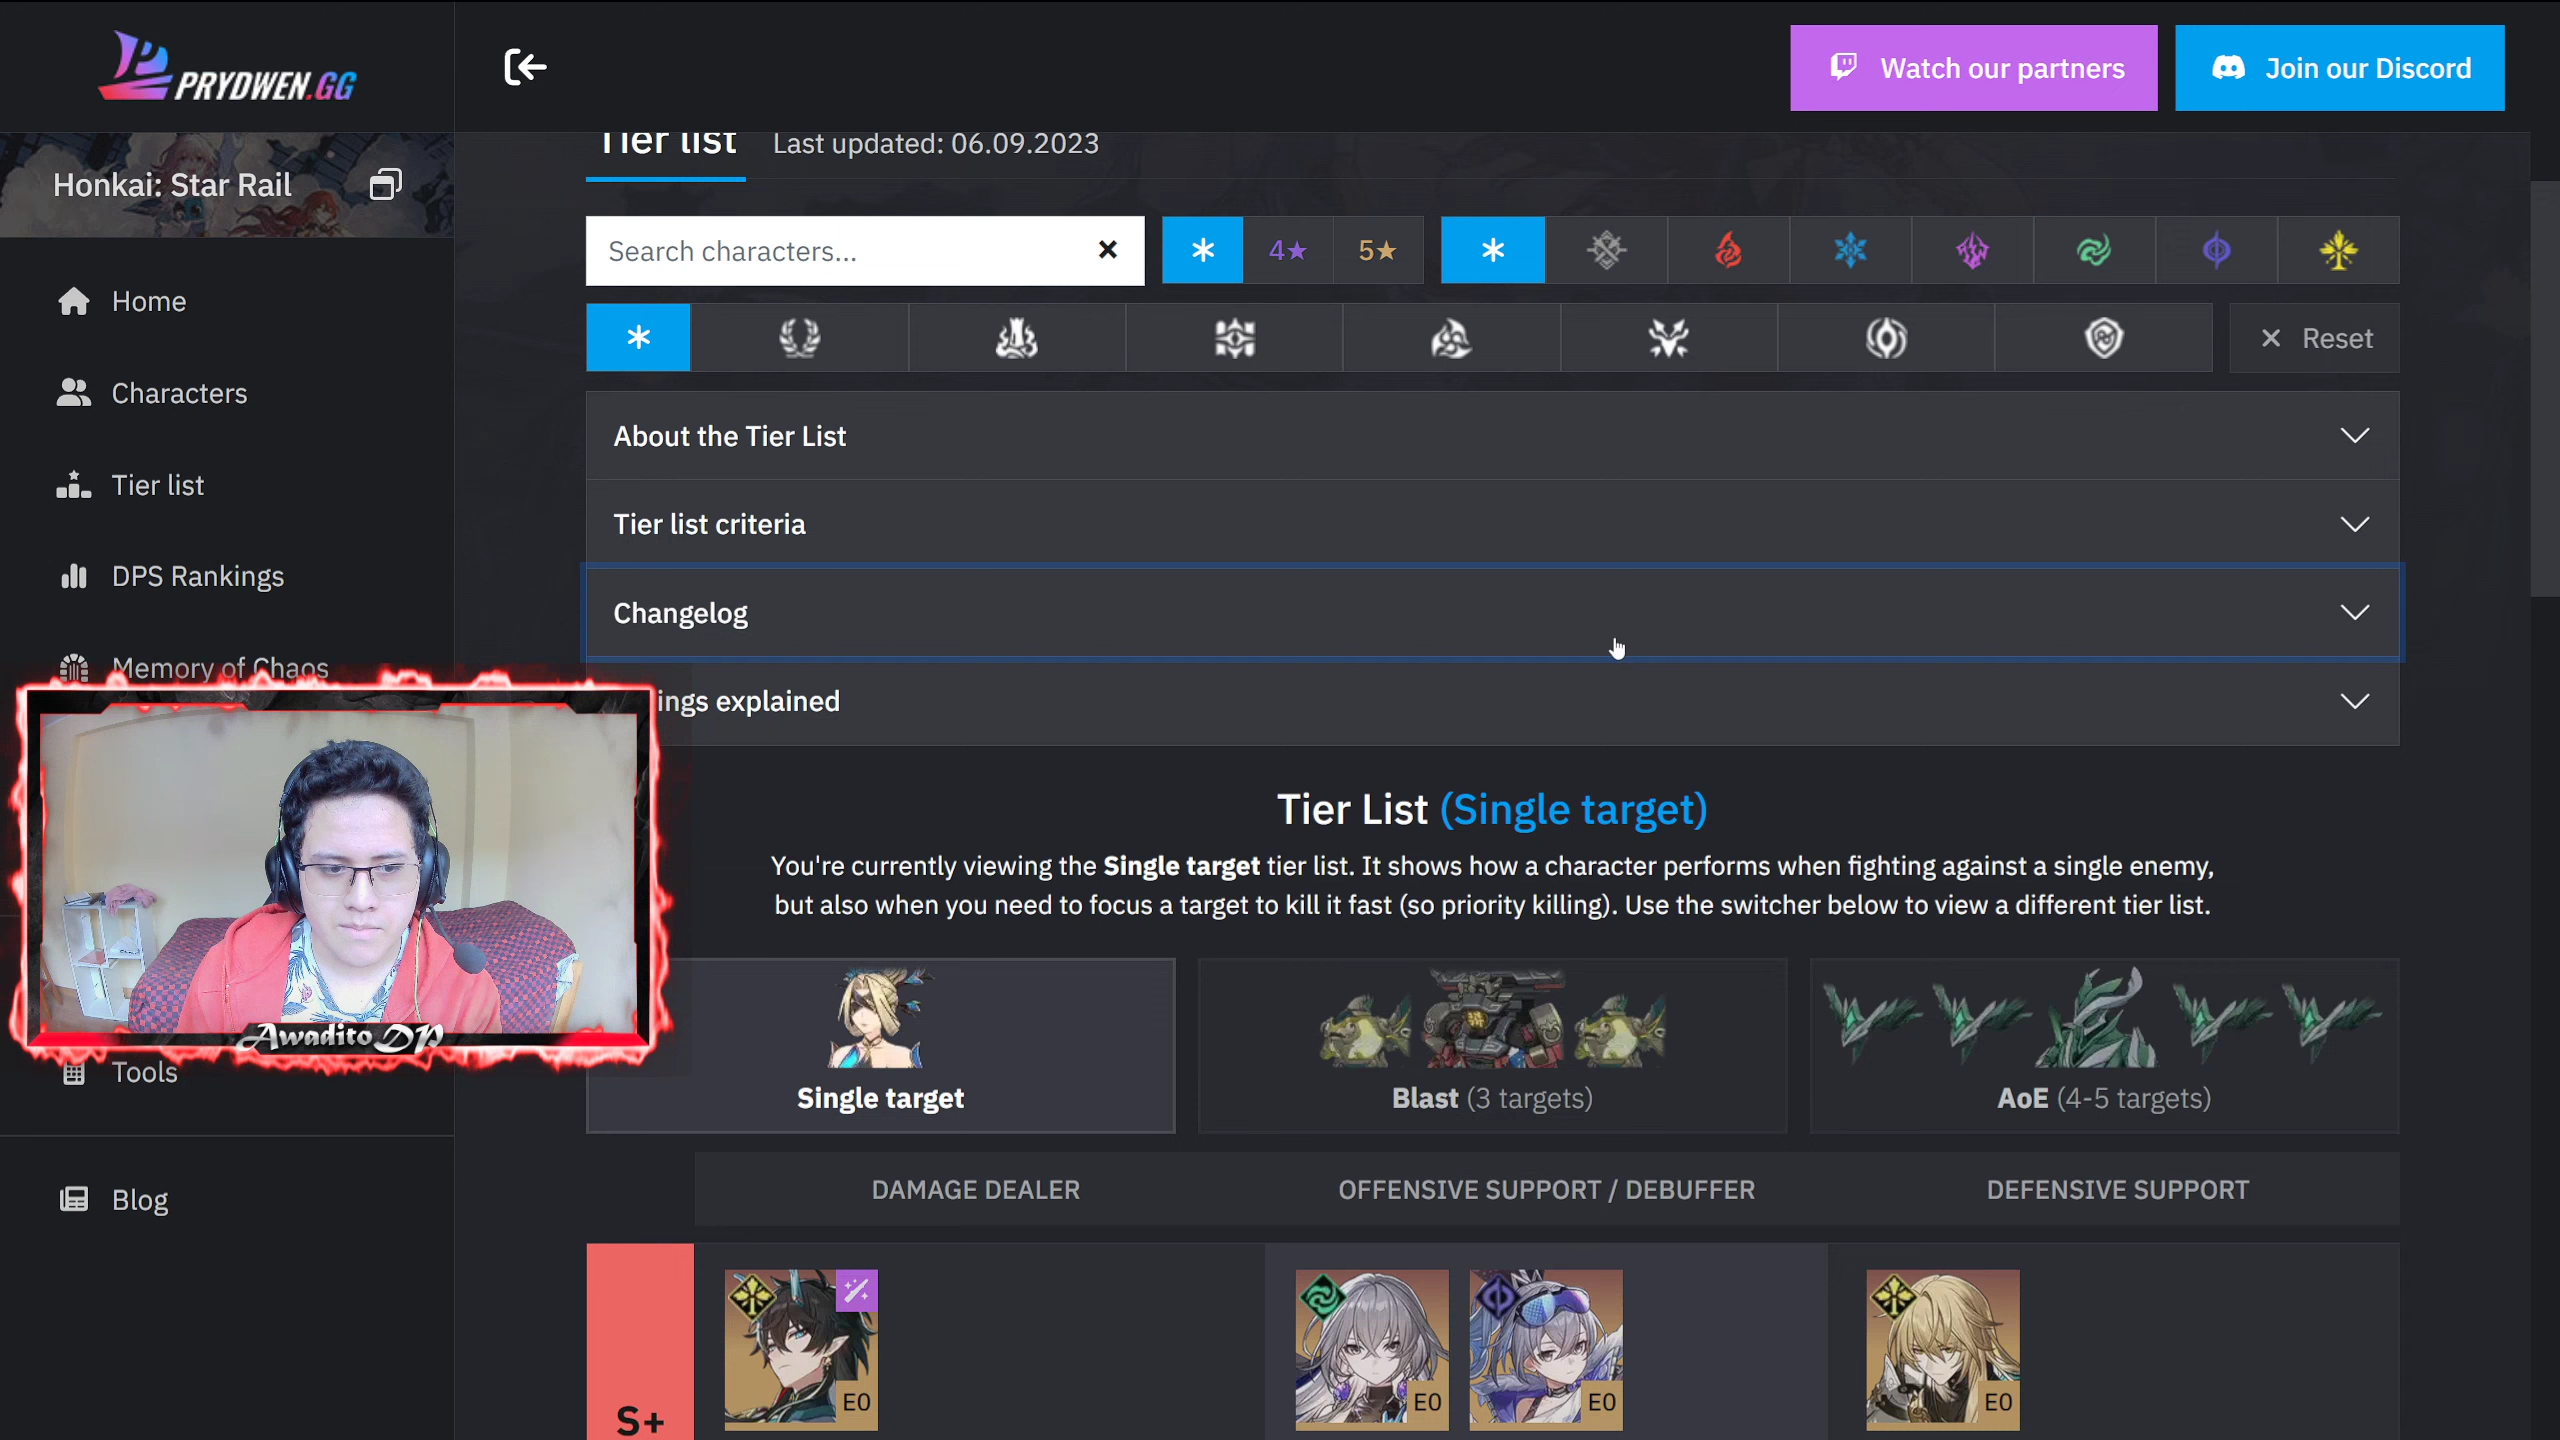 PRYDWEN.GG
Watch our partners
Join our Discord
Honkai: Star Rail
Home
Characters
Tier list
DPS Rankings
Memory of Chaos
Tools
Blog
Tier list
Last updated: 06.09.2023
Search characters...
4★
5★
Reset
About the Tier List
Tier list criteria
Changelog
ings explained
Tier List (Single target)
You're currently viewing the Single target tier list. It shows how a character performs when fighting against a single enemy,
but also when you need to focus a target to kill it fast (so priority killing). Use the switcher below to view a different tier list.
Single target
Blast (3 targets)
AoE (4-5 targets)
DAMAGE DEALER
OFFENSIVE SUPPORT / DEBUFFER
DEFENSIVE SUPPORT
S+
E0
E0
E0
E0
Awadito DP